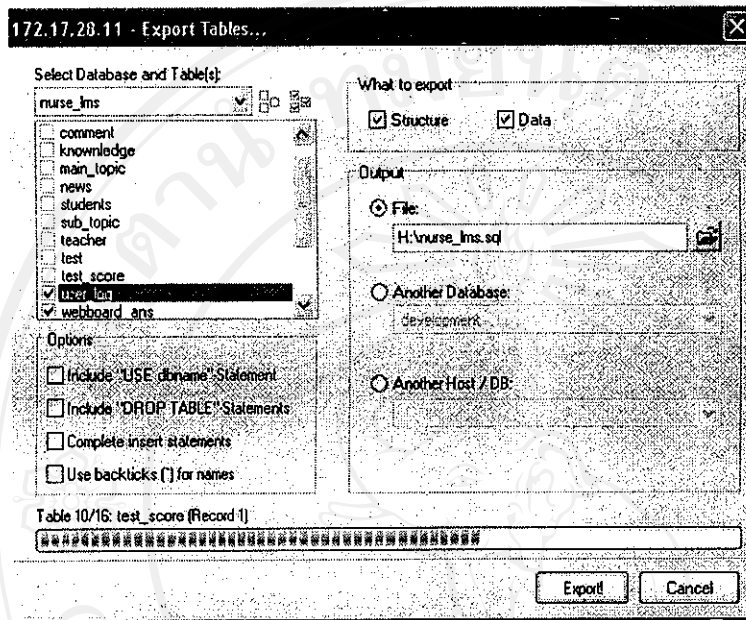 172.17.28.11 - Export Tables...
Select Database and Table(s):
nurse_lms
comment
knownledge
main_topic
news
students
sub_topic
teacher
test
test_score
user_log
webboard_ans
Options
Include "USE dbname"-Statement
Include "DROP TABLE"-Statements
Complete insert statements
Use backticks (`) for names
What to export
Structure
Data
Output
File:
H:\nurse_lms.sql
Another Database:
development
Another Host / DB:
Table 10/16: test_score (Record 1)
Export!
Cancel